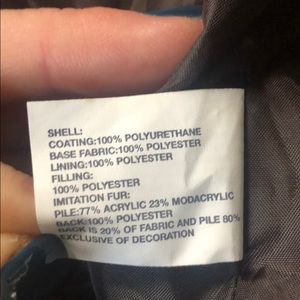 SHELL:
COATING:100% POLYURETHANE
BASE FABRIC:100% POLYESTER
LINING:100% POLYESTER
FILLING:
100% POLYESTER
IMITATION FUR:
PILE:77% ACRYLIC 23% MODACRYLIC
BACK:100% POLYESTER
BACK IS 20% OF FABRIC AND PILE 80%
EXCLUSIVE OF DECORATION